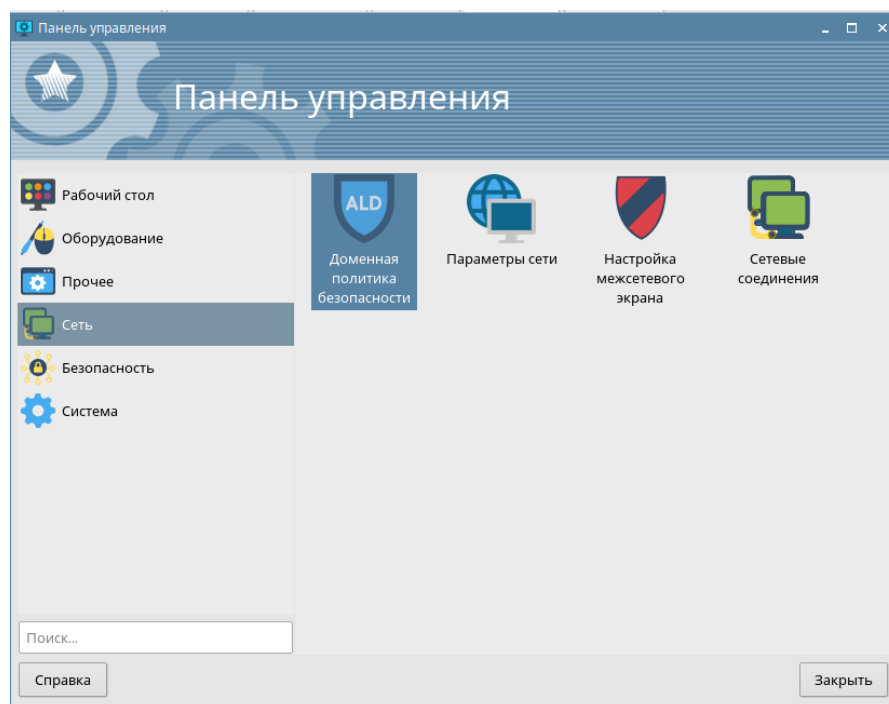 Панель управления
Панель управления
Рабочий стол
Оборудование
Прочее
Сеть
Безопасность
Система
ALD
Доменная
политика
безопасности
Параметры сети
Настройка
межсетевого
экрана
Сетевые
соединения
Поиск...
Справка
Закрыть